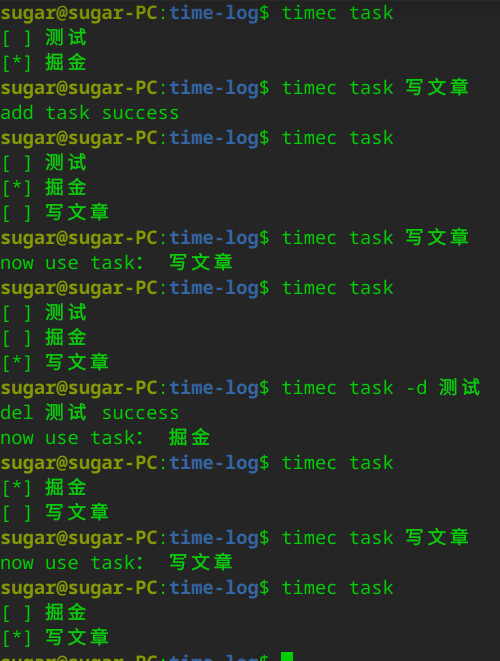 sugar@sugar-PC:time-log$ timec task
[ ] 测试
[*] 掘金
sugar@sugar-PC:time-log$ timec task 写文章
add task success
sugar@sugar-PC:time-log$ timec task
[ ] 测试
[*] 掘金
[ ] 写文章
sugar@sugar-PC:time-log$ timec task 写文章
now use task： 写文章
sugar@sugar-PC:time-log$ timec task
[ ] 测试
[ ] 掘金
[*] 写文章
sugar@sugar-PC:time-log$ timec task -d 测试
del 测试 success
now use task： 掘金
sugar@sugar-PC:time-log$ timec task
[*] 掘金
[ ] 写文章
sugar@sugar-PC:time-log$ timec task 写文章
now use task： 写文章
sugar@sugar-PC:time-log$ timec task
[ ] 掘金
[*] 写文章
sugar@sugar-PC:time-log$